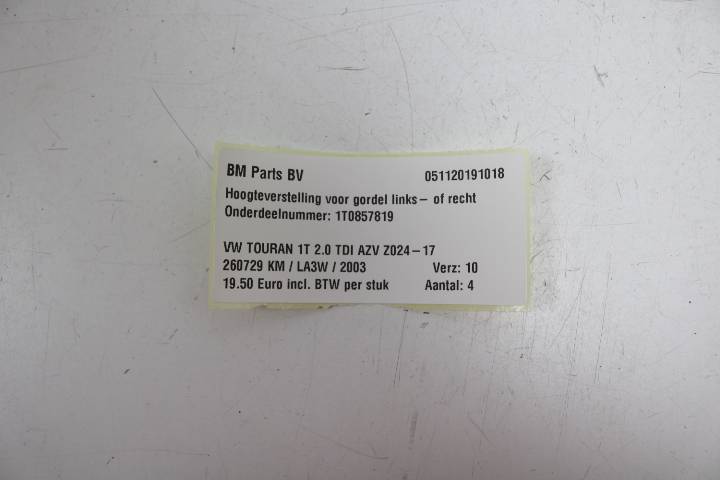 BM Parts BV 051120191018
Hoogteverstelling voor gordel links- of recht
Onderdeelnummer: 1T0857819
VW TOURAN 1T 2.0 TDI AZV Z024-17
260729 KM / LA3W / 2003 Verz: 10
19.50 Euro incl. BTW per stuk Aantal: 4